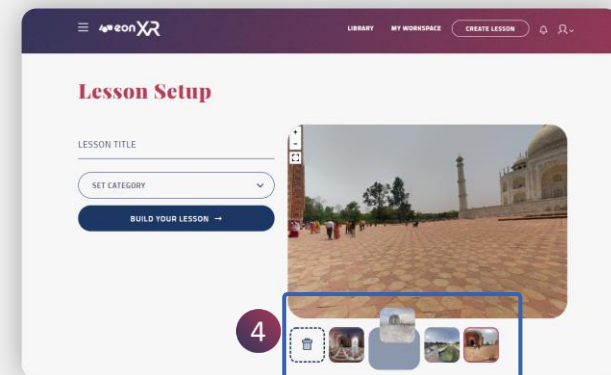 eonXR
LIBRARY MY WORKSPACE CREATE LESSON
Lesson Setup
LESSON TITLE
SET CATEGORY
BUILD YOUR LESSON →
+
-
4